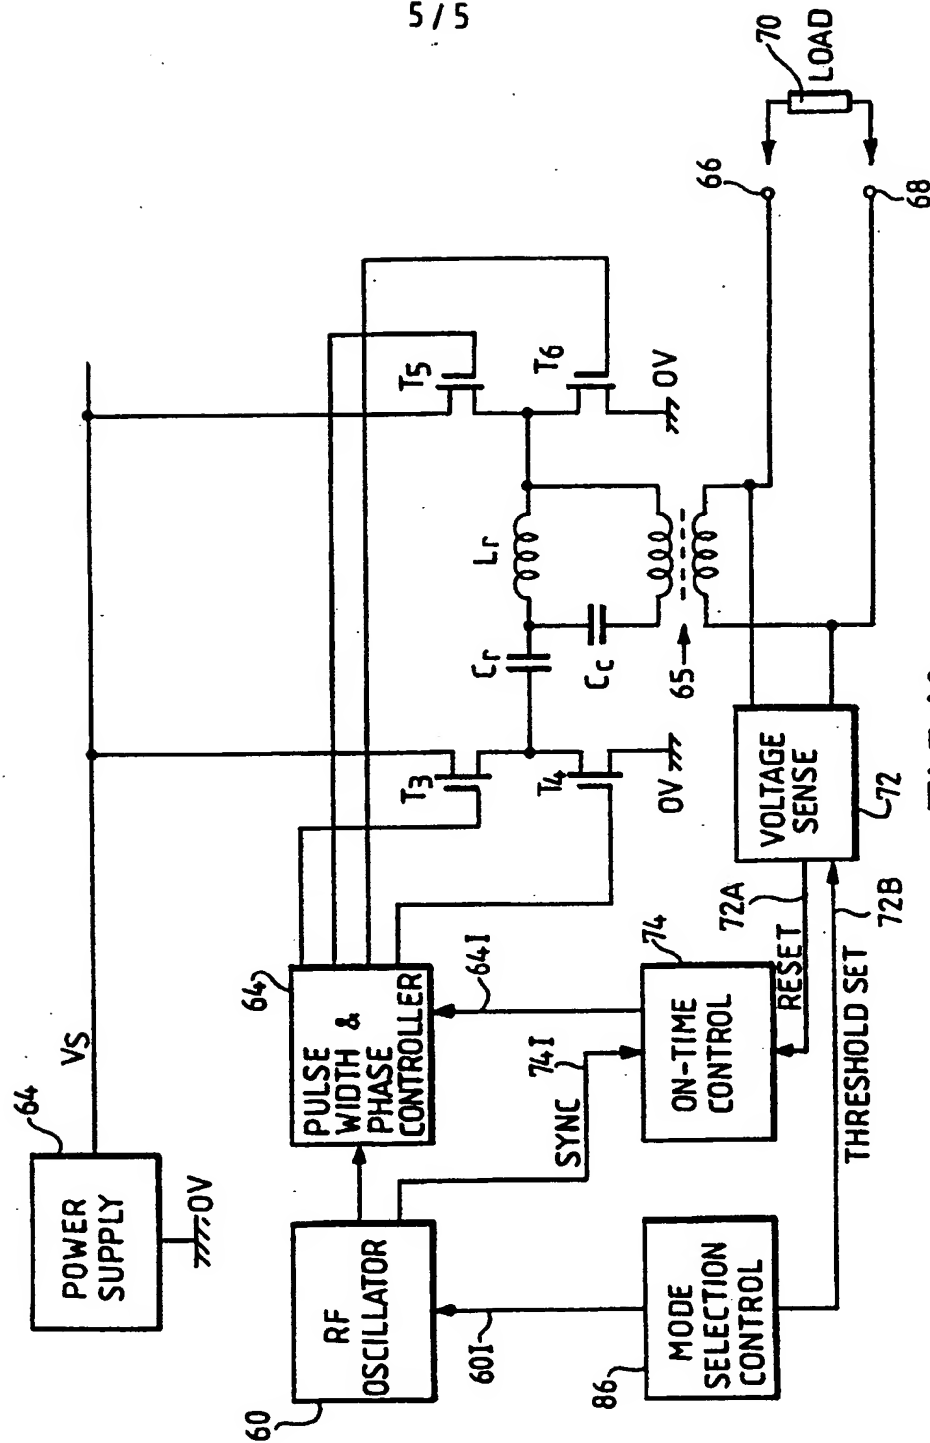 5/5
64
POWER
SUPPLY
VS
0V
60
RF
OSCILLATOR
64
PULSE
WIDTH &
PHASE
CONTROLLER
60I
SYNC
74I
64I
86
MODE
SELECTION
CONTROL
74
ON-TIME
CONTROL
RESET
72A
THRESHOLD SET
72B
VOLTAGE
SENSE
72
T3
T4
0V
Cr
Lr
Cc
65
T5
T6
0V
66
68
70
LOAD